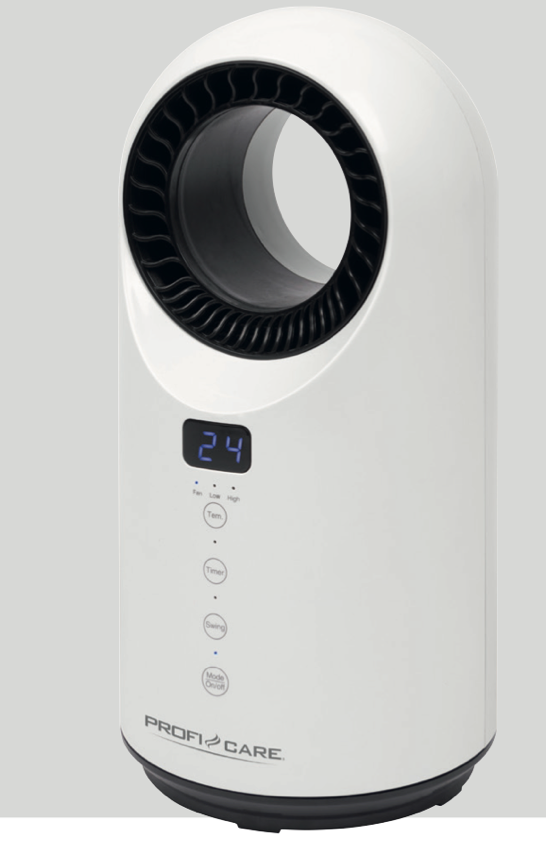 24
Fan Low High
Tem.
Timer
Swing
Mode
On/off
PROFI CARE